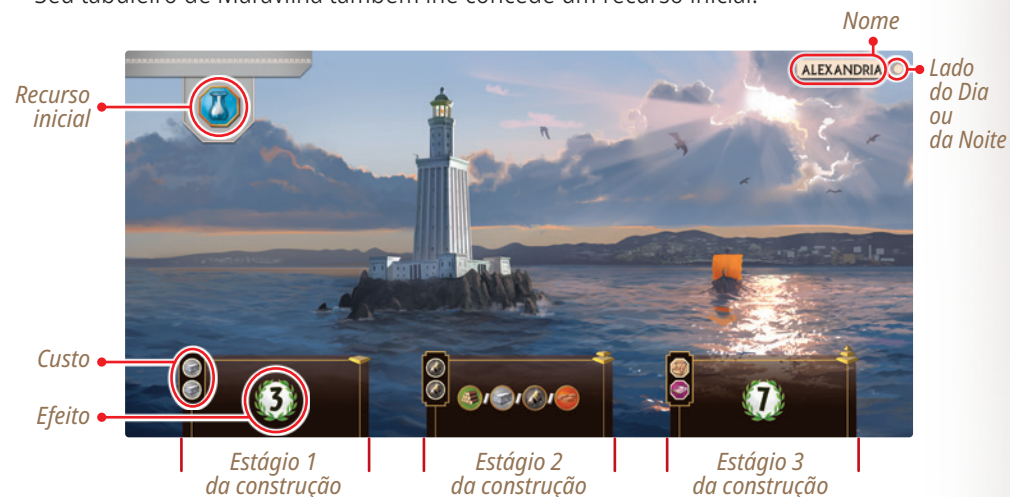 Seu tabuleiro de Maravilha também lhe concede um recurso inicial.
Nome
ALEXANDRIA
Recurso
inicial
Lado
do Dia
ou
da Noite
Custo
Efeito
3
7
Estágio 1
da construção
Estágio 2
da construção
Estágio 3
da construção